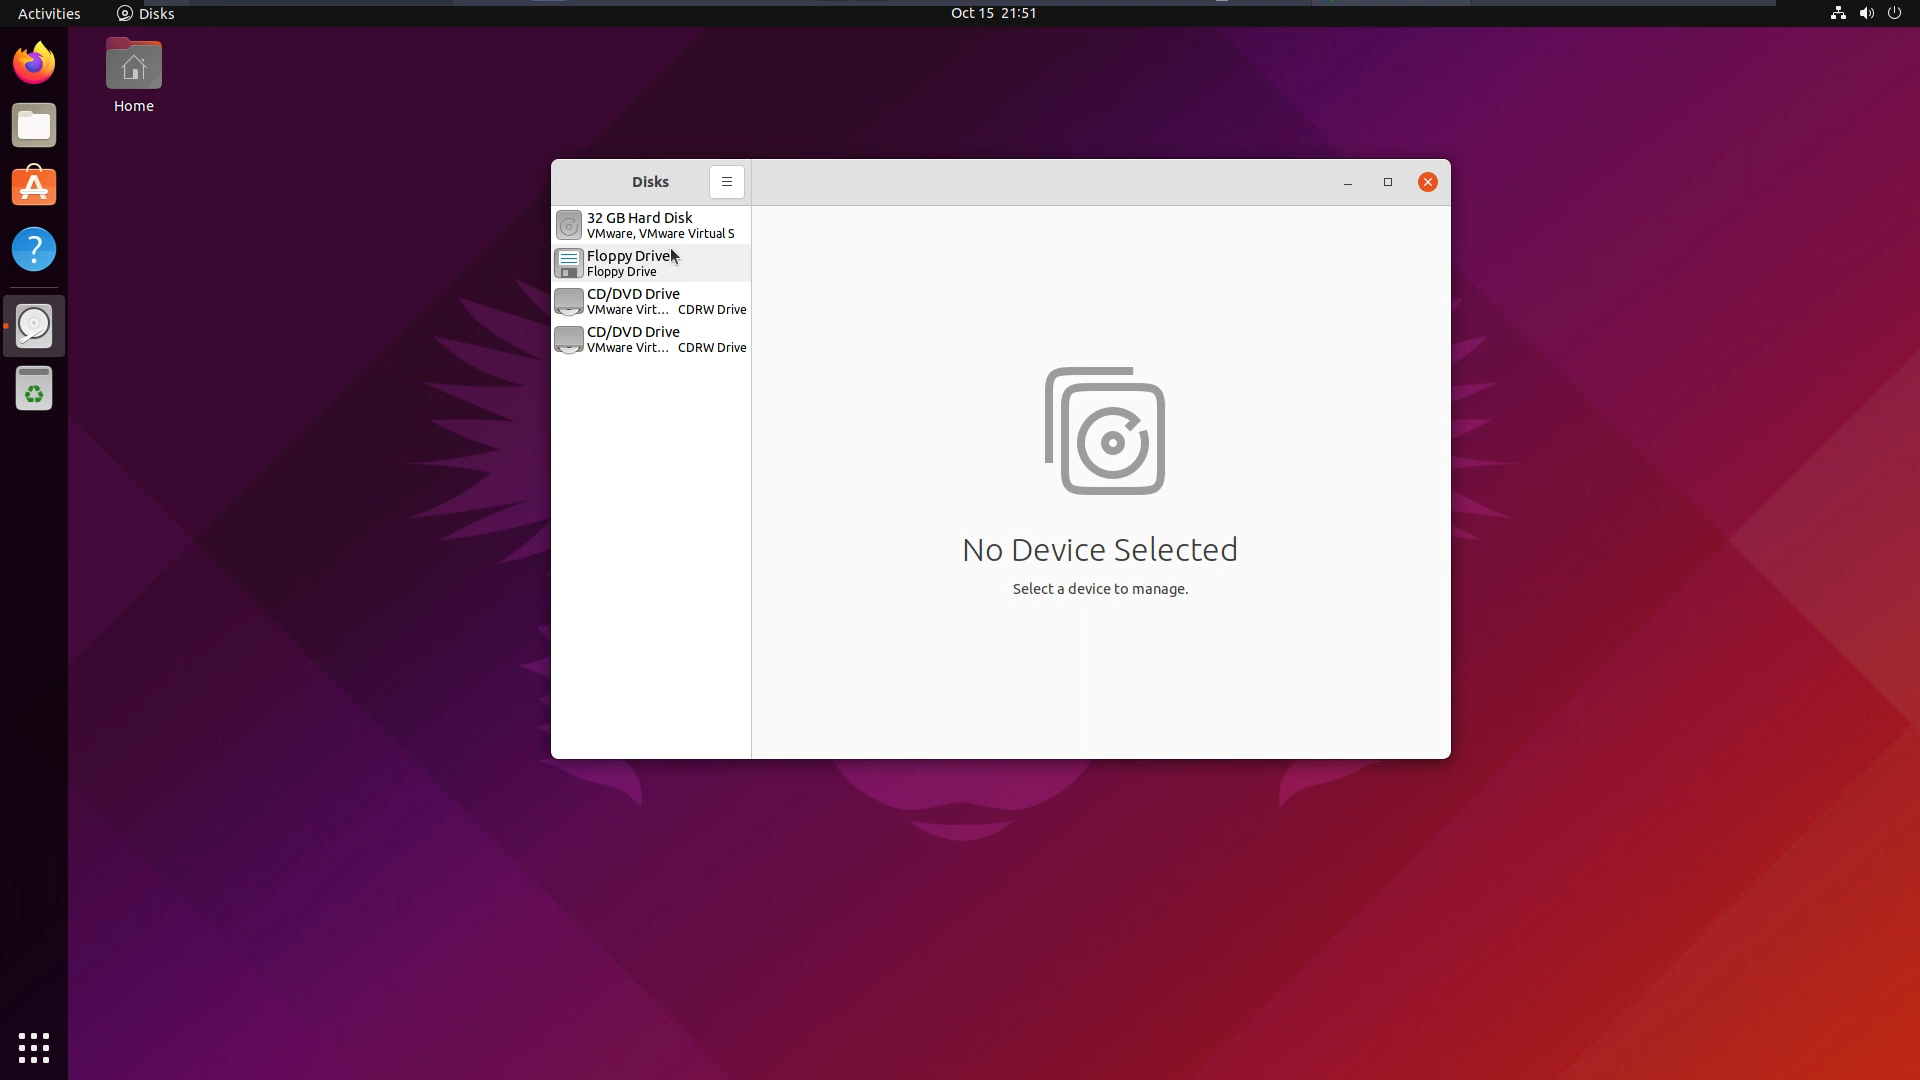 Activities
Disks
Oct 15 21:51
Home
Disks
32 GB Hard Disk
VMware, VMware Virtual S
Floppy Drive
Floppy Drive
CD/DVD Drive
VMware Virt... CDRW Drive
CD/DVD Drive
VMware Virt... CDRW Drive
No Device Selected
Select a device to manage.